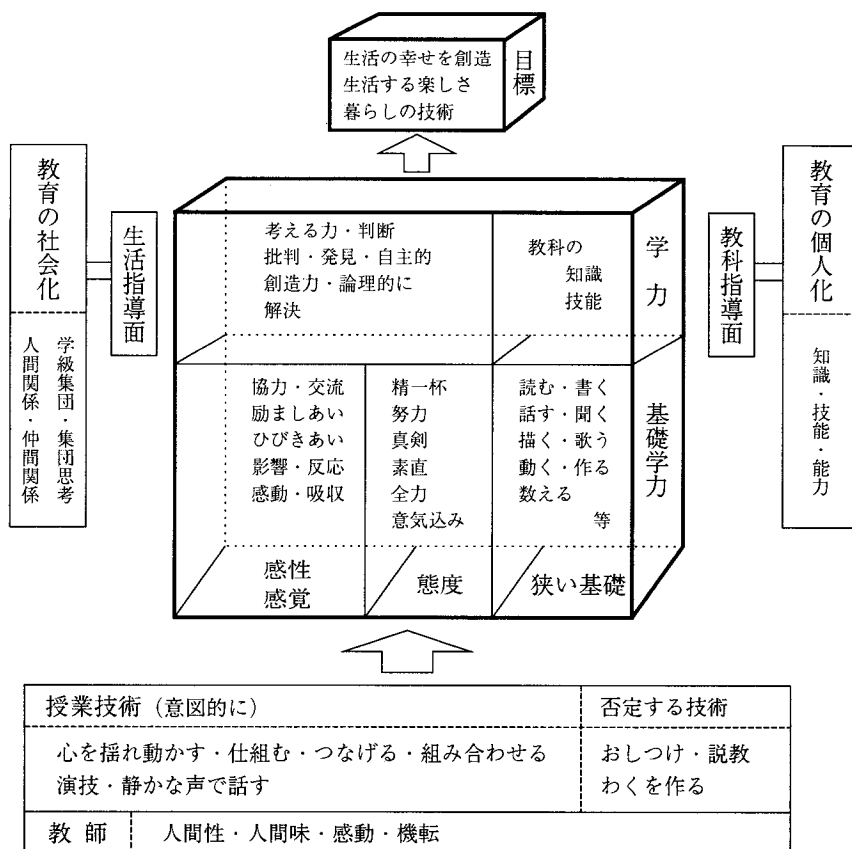 生活の幸せを創造
生活する楽しさ
暮らしの技術
目標
教育の社会化
学級集団・集団思考
人間関係・仲間関係
生活指導面
考える力・判断
批判・発見・自主的
創造力・論理的に
解決
教科の
知識
技能
学力
教科指導面
教育の個人化
知識・技能・能力
協力・交流
励ましあい
ひびきあい
影響・反応
感動・吸収
精一杯
努力
真剣
素直
全力
意気込み
読む・書く
話す・聞く
描く・歌う
動く・作る
数える
等
基礎学力
感性
感覚
態度
狭い基礎
授業技術（意図的に）
否定する技術
心を揺れ動かす・仕組む・つなげる・組み合わせる
演技・静かな声で話す
おしつけ・説教
わくを作る
教師
人間性・人間味・感動・機転